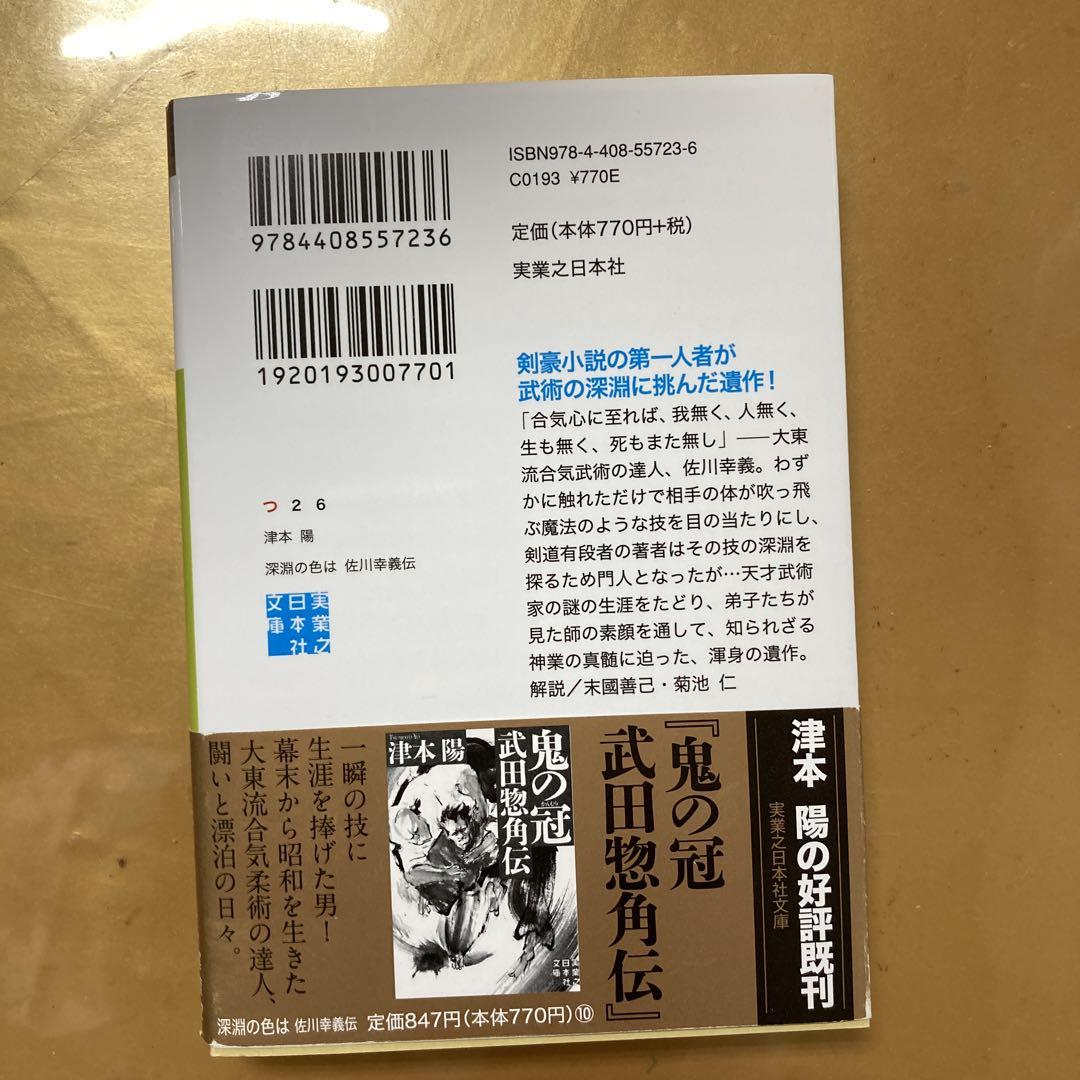 ISBN978-4-408-55723-6
C0193 ¥770E
9784408557236
定価(本体770円+税)
実業之日本社
1920193007701
剣豪小説の第一人者が
武術の深淵に挑んだ遺作!
「合気心に至れば、我無く、人無く、
生も無く、死もまた無し」──大東
流合気武術の達人、佐川幸義。わず
かに触れただけで相手の体が吹っ飛
ぶ魔法のような技を目の当たりにし、
剣道有段者の著者はその技の深淵を
探るため門人となったが…天才武術
家の謎の生涯をたどり、弟子たちが
見た師の素顔を通して、知られざる
神業の真髄に迫った、渾身の遺作。
解説/末國善己・菊池 仁
つ 2 6
津本 陽
深淵の色は 佐川幸義伝
実業之
日本社
文庫
津本 陽の好評既刊
実業之日本社文庫
『鬼の冠
武田惣角伝』
TSUMOTO YO
津本 陽
鬼の冠
かんむり
武田惣角伝
実業之
日本社
文庫
一瞬の技に
生涯を捧げた男!
幕末から昭和を生きた
大東流合気柔術の達人、
闘いと漂泊の日々。
深淵の色は 佐川幸義伝 定価847円(本体770円)⑩